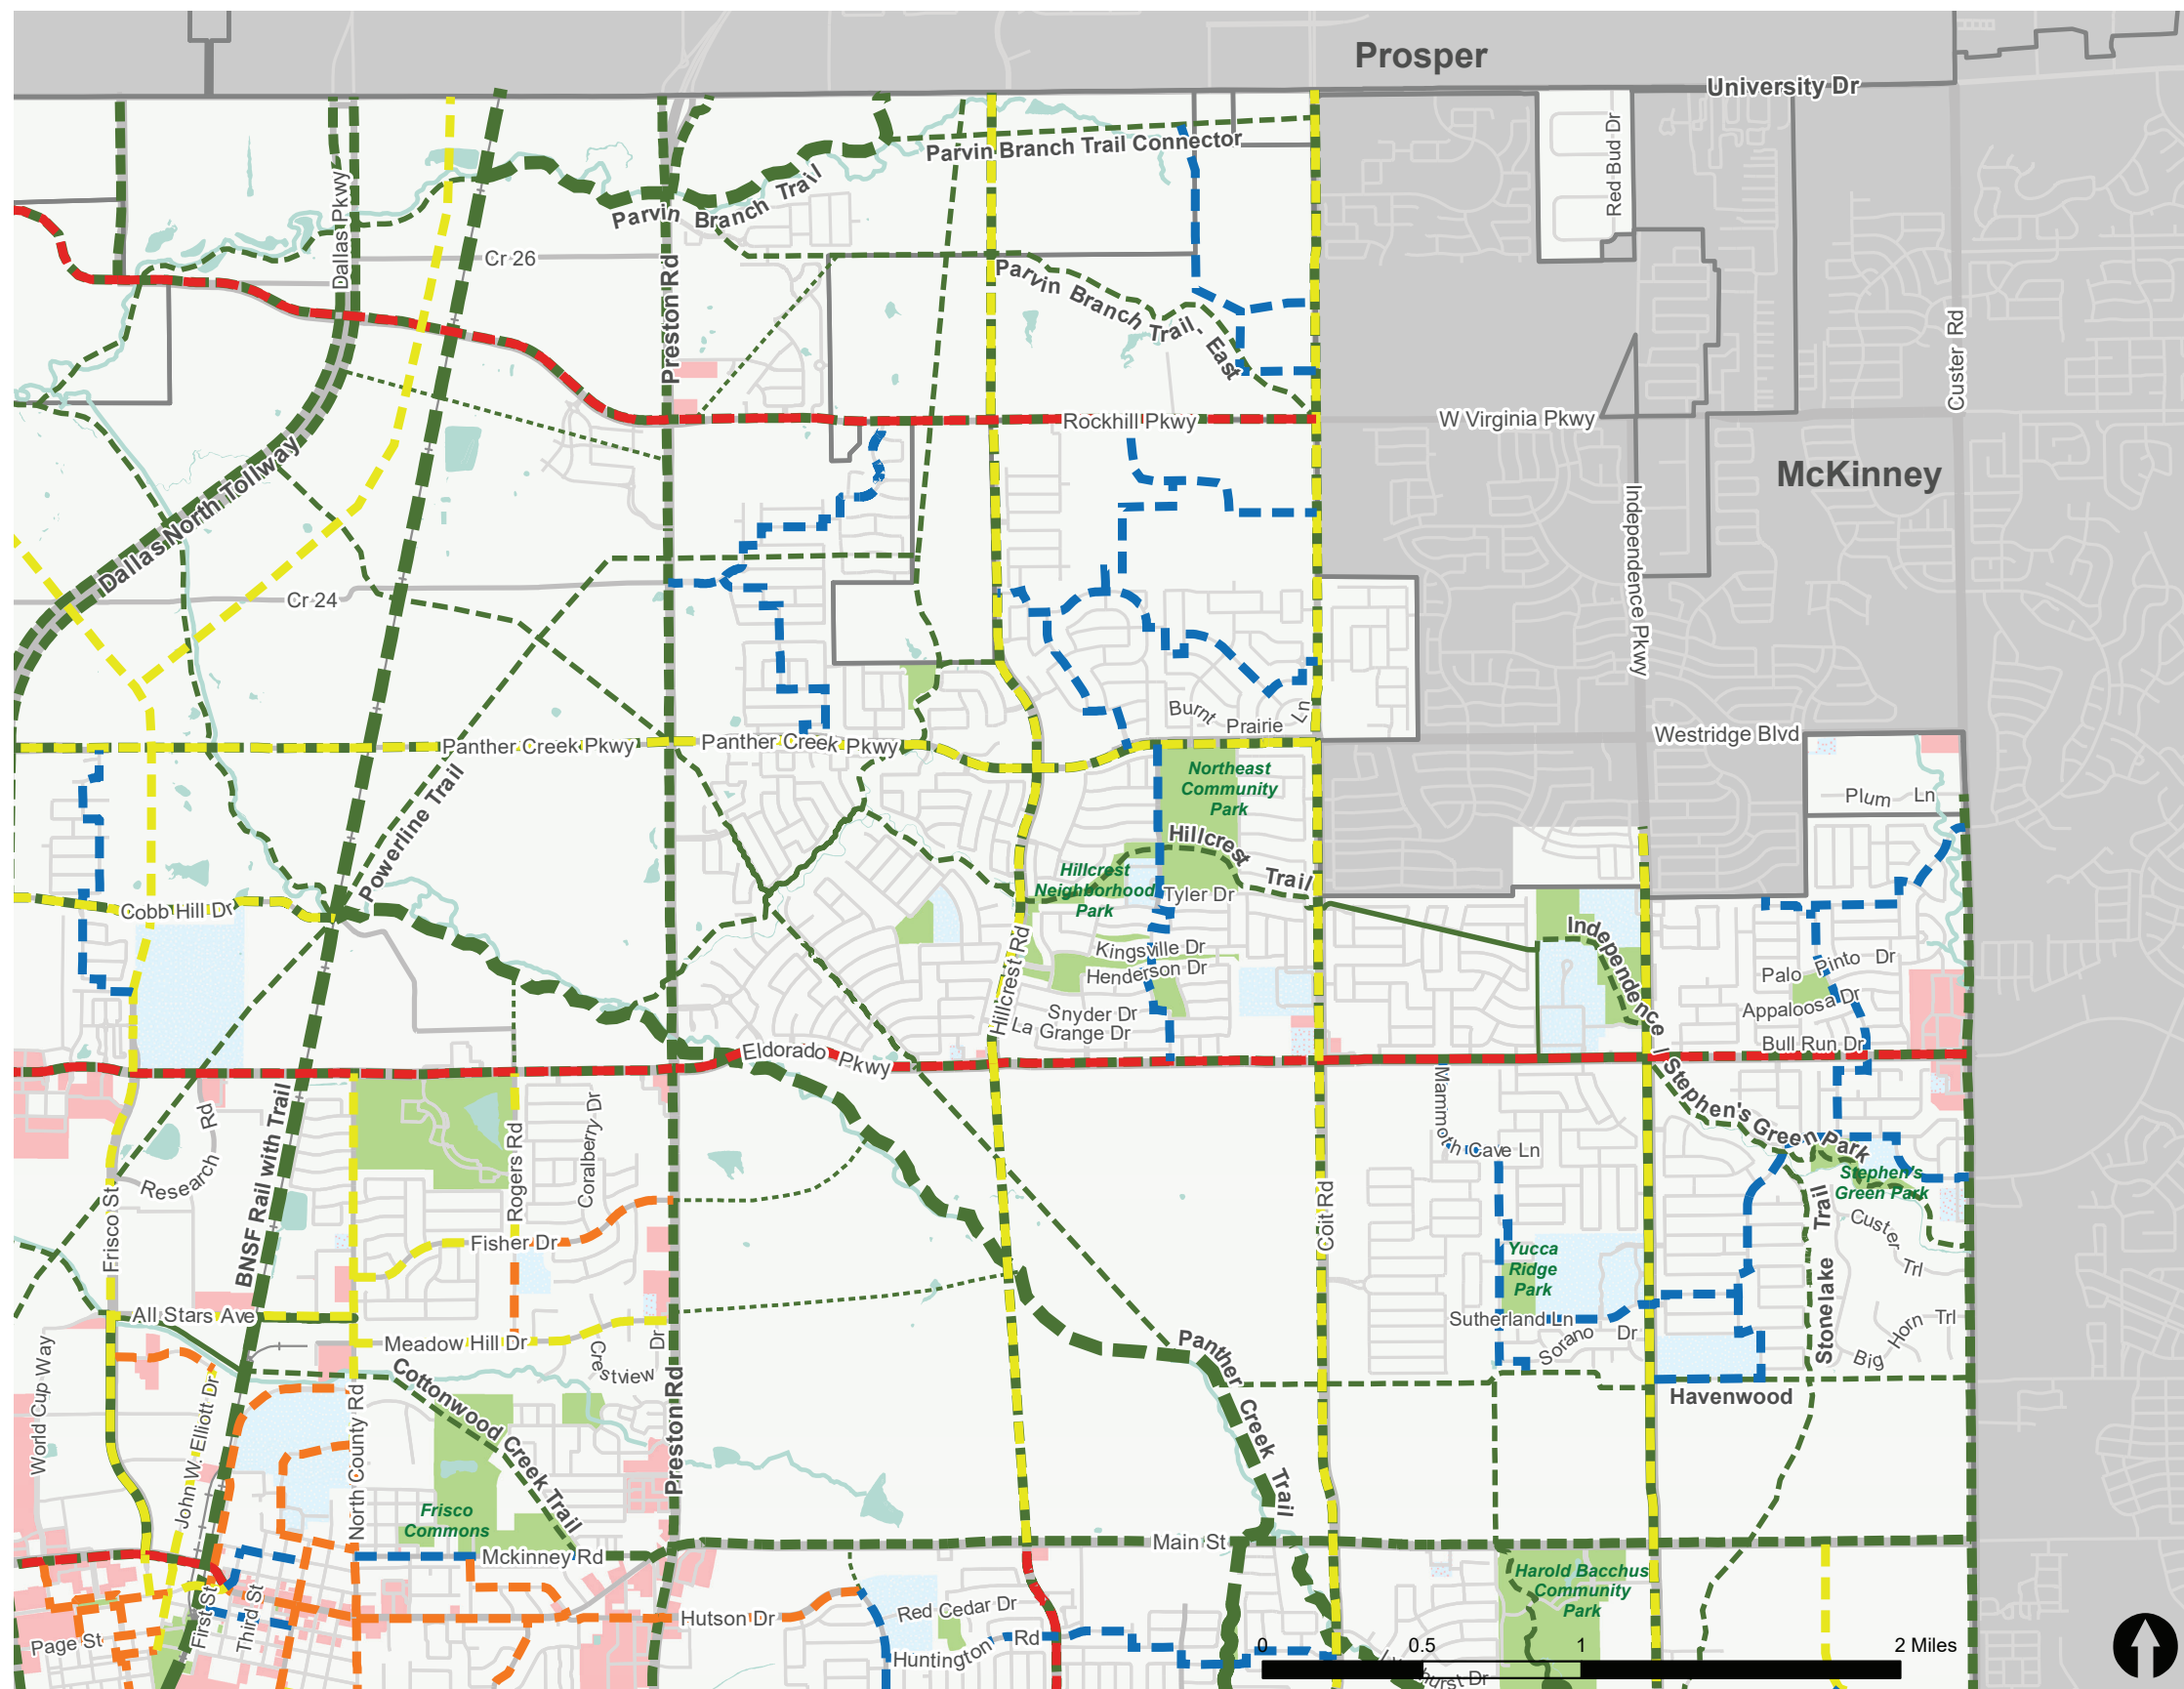 Prosper
University Dr
Parvin Branch Trail Connector
Red Bud Dr
Dallas Pkwy
Parvin Branch Trail
Cr 26
Preston Rd
Parvin Branch Trail - East
Custer Rd
Rockhill Pkwy
W Virginia Pkwy
McKinney
Dallas North Tollway
Independence Pkwy
Cr 24
Burnt Prairie Ln
Westridge Blvd
Panther Creek Pkwy
Panther Creek Pkwy
Northeast
Community
Park
Plum Ln
Powerline Trail
Hillcrest Trail
Hillcrest
Neighborhood
Park
Tyler Dr
Cobb Hill Dr
Independence / Stephen's Green Park
Kingsville Dr
Henderson Dr
Palo Pinto Dr
Hillcrest Rd
Appaloosa Dr
Snyder Dr
La Grange Dr
Bull Run Dr
Eldorado Pkwy
Mammoth Cave Ln
Research Rd
BNSF Rail with Trail
Rogers Rd
Coralberry Dr
Stephen's
Green Park
Frisco St
Coit Rd
Stonelake Trail
Custer Trl
Fisher Dr
Yucca
Ridge
Park
All Stars Ave
Sutherland Ln
Sorano Dr
Big Horn Trl
Meadow Hill Dr
Crestview Dr
World Cup Way
Panther Creek Trail
Cottonwood Creek Trail
John W. Elliott Dr
North County Rd
Preston Rd
Havenwood
Frisco
Commons
Main St
Mckinney Rd
Harold Bacchus
Community
Park
First St
Third St
Hutson Dr
Red Cedar Dr
Page St
Huntington Rd
0 0.5 1 2 Miles